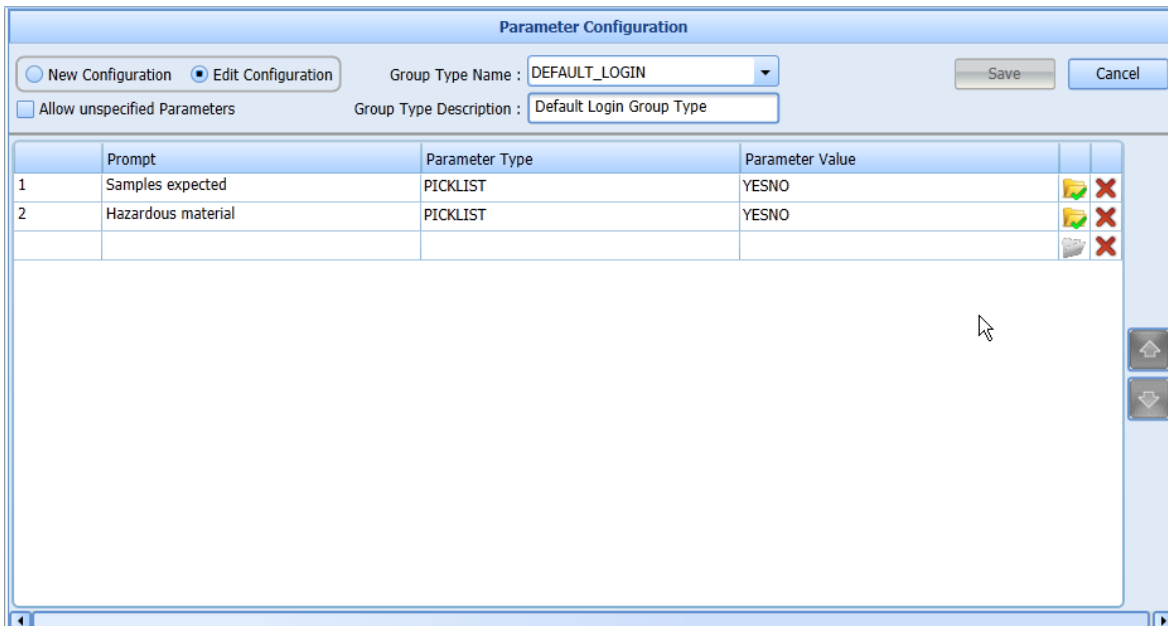 Parameter Configuration
New Configuration Edit Configuration Group Type Name : DEFAULT_LOGIN Save Cancel
Allow unspecified Parameters Group Type Description : Default Login Group Type
Prompt Parameter Type Parameter Value
1 Samples expected PICKLIST YESNO
2 Hazardous material PICKLIST YESNO